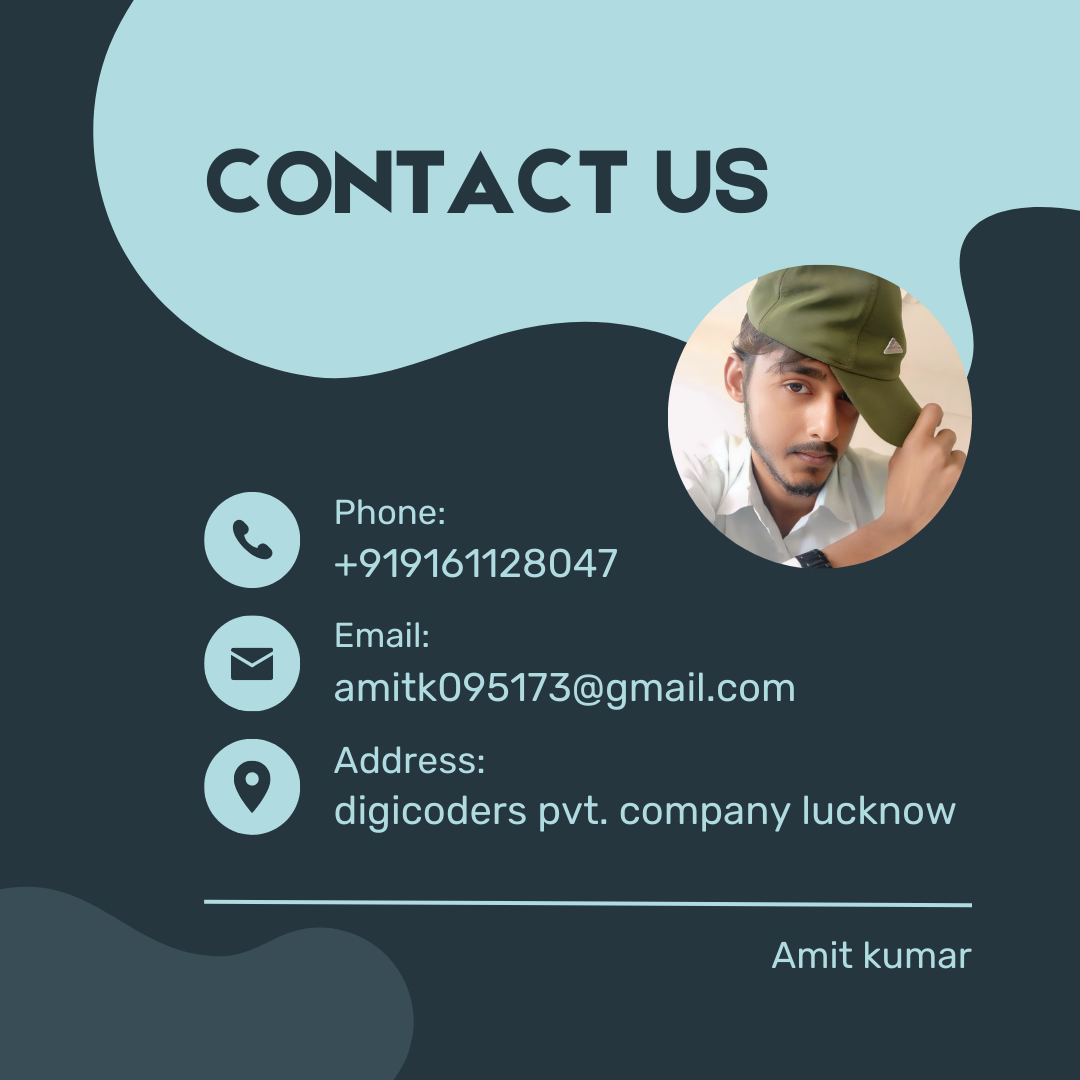 CONTACT US
Phone:
+919161128047
Email:
amitk095173@gmail.com
Address:
digicoders pvt. company lucknow
Amit kumar